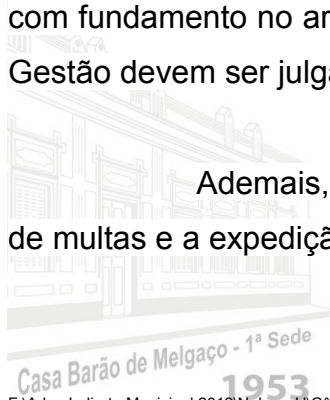 com fundamento no ar
Gestão devem ser julga
Ademais,
de multas e a expediçã
Casa Barão de Melgaço - 1ª Sede
1953